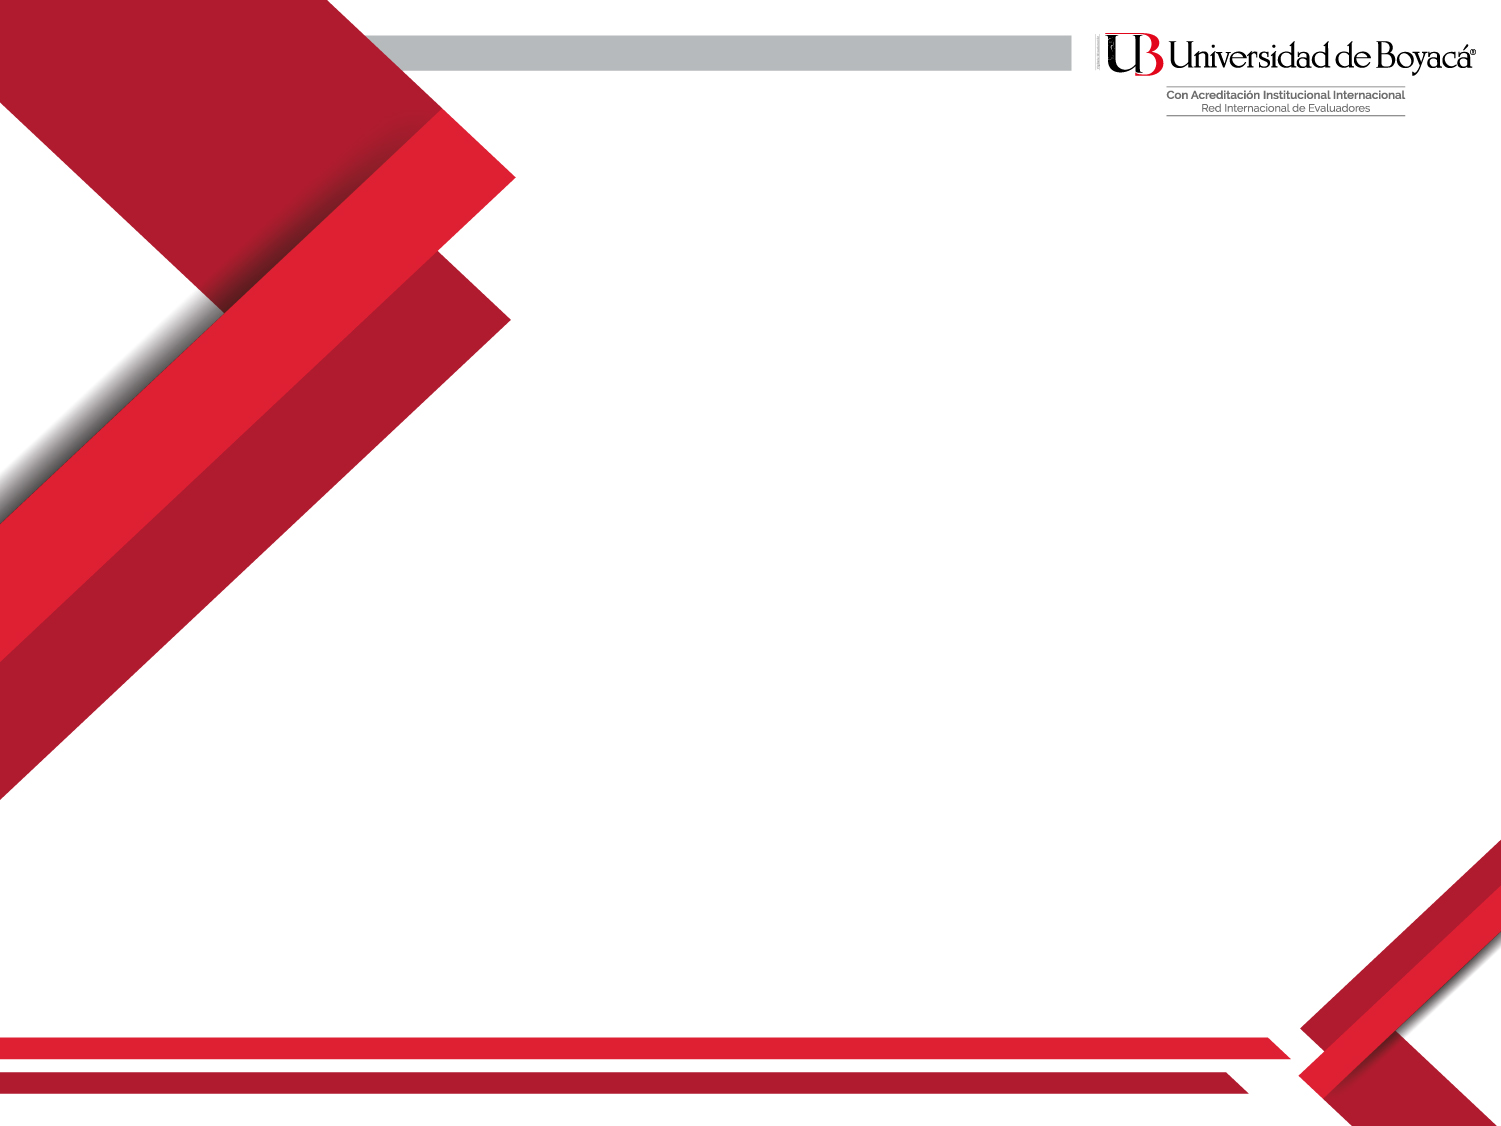 UB Universidad de Boyacá®
Con Acreditación Institucional Internacional
Red Internacional de Evaluadores